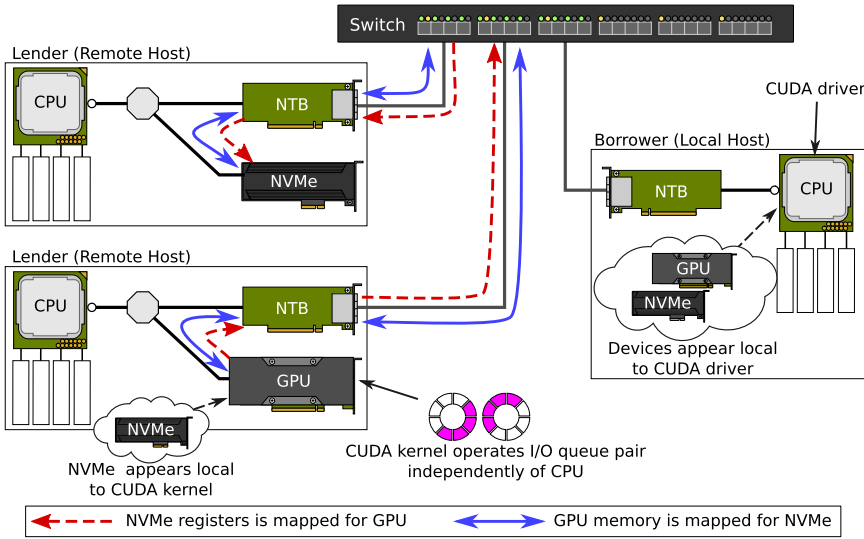 Switch
Lender (Remote Host)
CPU
NTB
NVMe
CUDA driver
Borrower (Local Host)
NTB
CPU
GPU
NVMe
Devices appear local
to CUDA driver
Lender (Remote Host)
CPU
NTB
GPU
NVMe
NVMe appears local
to CUDA kernel
CUDA kernel operates I/O queue pair
independently of CPU
NVMe registers is mapped for GPU
GPU memory is mapped for NVMe